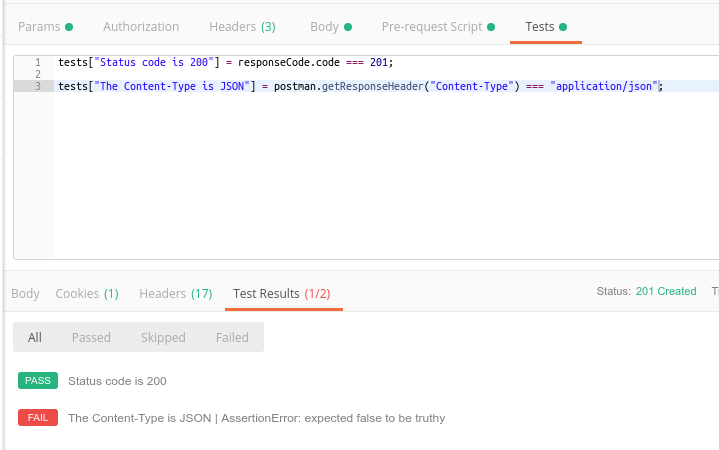 Params Authorization Headers (3) Body Pre-request Script Tests
1 tests["Status code is 200"] = responseCode.code === 201;
2
3 tests["The Content-Type is JSON"] = postman.getResponseHeader("Content-Type") === "application/json";
Body Cookies (1) Headers (17) Test Results (1/2) Status: 201 Created
All Passed Skipped Failed
PASS Status code is 200
FAIL The Content-Type is JSON | AssertionError: expected false to be truthy